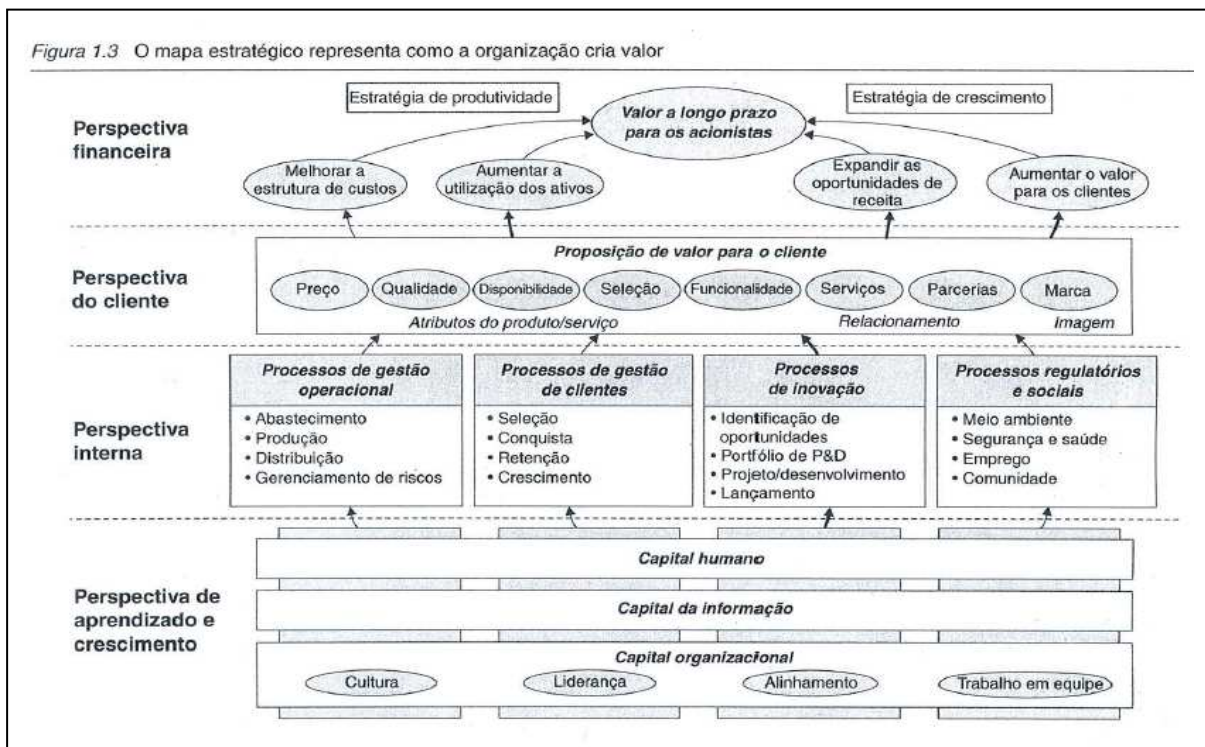 Figura 1.3 O mapa estratégico representa como a organização cria valor
Estratégia de produtividade
Estratégia de crescimento
Valor a longo prazo
para os acionistas
Perspectiva
financeira
Melhorar a
estrutura de custos
Aumentar a
utilização dos ativos
Expandir as
oportunidades de
receita
Aumentar o valor
para os clientes
Proposição de valor para o cliente
Perspectiva
do cliente
Preço
Qualidade
Disponibilidade
Seleção
Funcionalidade
Serviços
Parcerias
Marca
Atributos do produto/serviço
Relacionamento
Imagem
Perspectiva
interna
Processos de gestão
operacional
• Abastecimento
• Produção
• Distribuição
• Gerenciamento de riscos
Processos de gestão
de clientes
• Seleção
• Conquista
• Retenção
• Crescimento
Processos
de inovação
• Identificação de
oportunidades
• Portfólio de P&D
• Projeto/desenvolvimento
• Lançamento
Processos regulatórios
e sociais
• Meio ambiente
• Segurança e saúde
• Emprego
• Comunidade
Perspectiva de
aprendizado e
crescimento
Capital humano
Capital da informação
Capital organizacional
Cultura
Liderança
Alinhamento
Trabalho em equipe